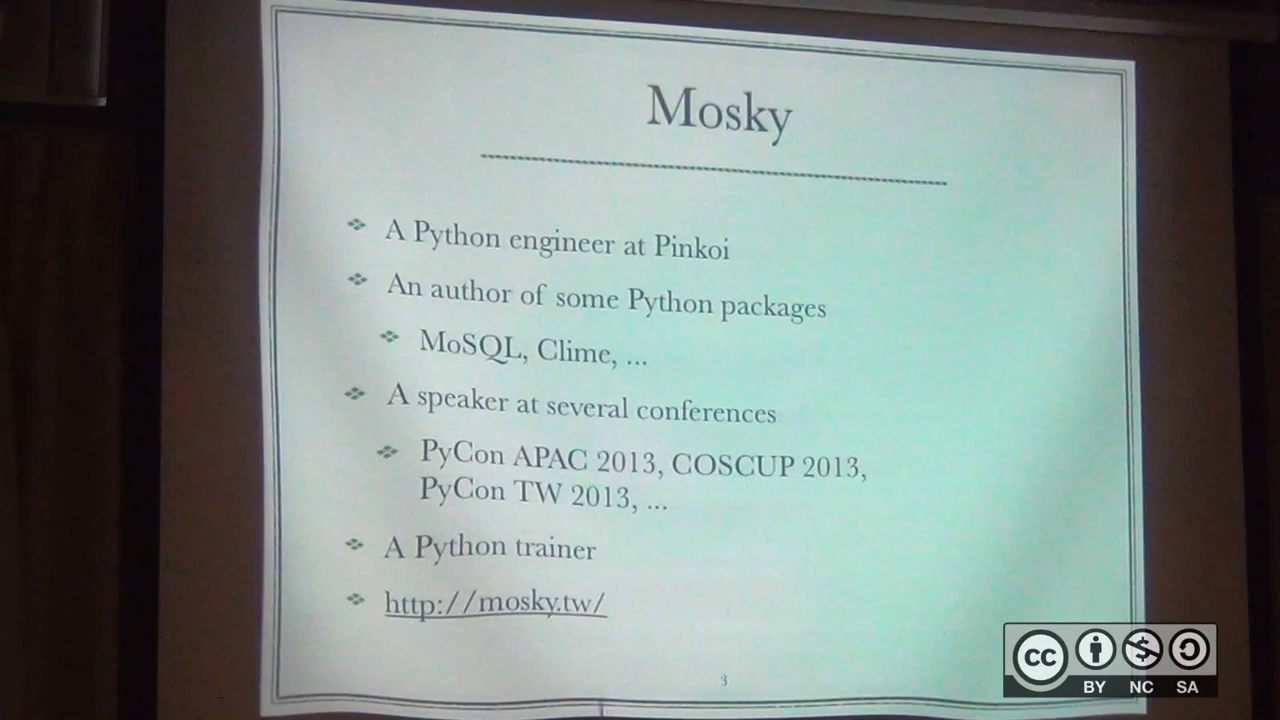 Mosky
A Python engineer at Pinkoi
An author of some Python packages
MoSQL, Clime, ...
A speaker at several conferences
PyCon APAC 2013, COSCUP 2013,
PyCon TW 2013, ...
A Python trainer
http://mosky.tw/
3
CC
BY NC SA